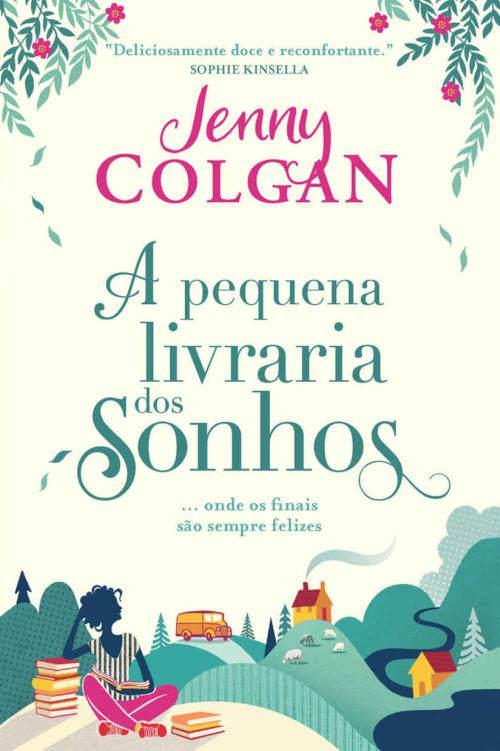 "Deliciosamente doce e reconfortante."
SOPHIE KINSELLA
Jenny
COLGAN
A pequena
livraria
dos
Sonhos
... onde os finais
são sempre felizes